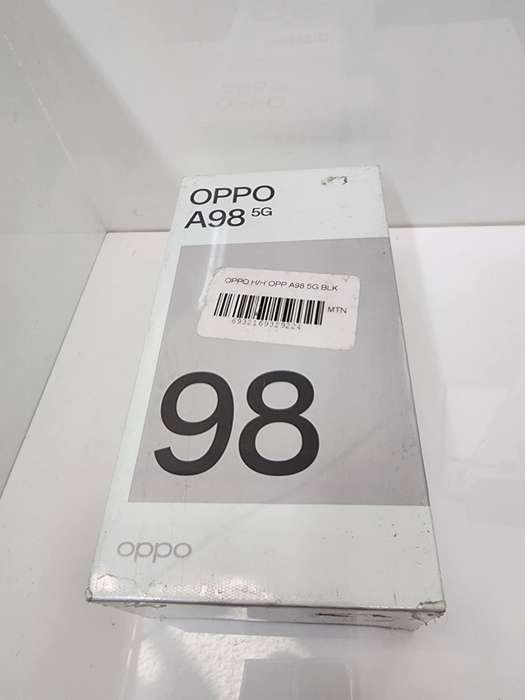 OPPO
A98 5G
OPPO H/H OPP A98 5G BLK
MTN
6932169329224
98
oppo